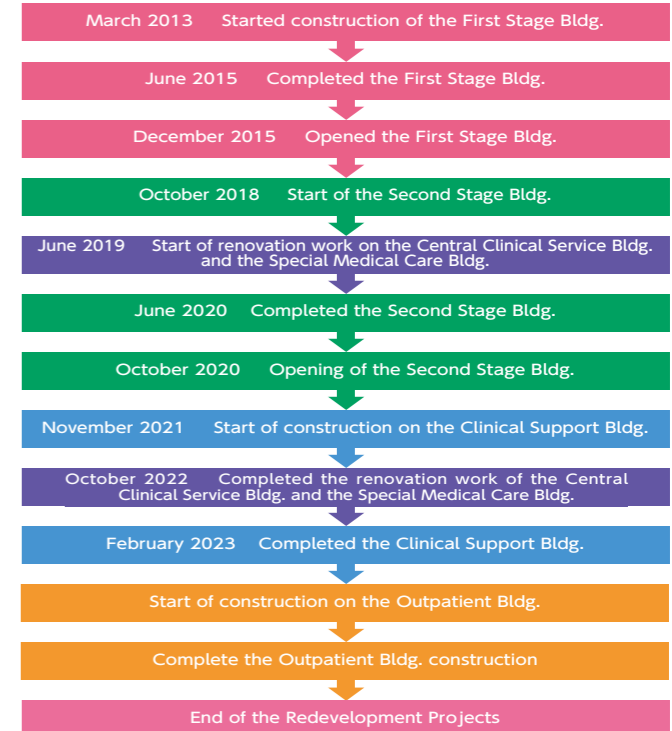 March 2013 Started construction of the First Stage Bldg.
June 2015 Completed the First Stage Bldg.
December 2015 Opened the First Stage Bldg.
October 2018 Start of the Second Stage Bldg.
June 2019 Start of renovation work on the Central Clinical Service Bldg.
and the Special Medical Care Bldg.
June 2020 Completed the Second Stage Bldg.
October 2020 Opening of the Second Stage Bldg.
November 2021 Start of construction on the Clinical Support Bldg.
October 2022 Completed the renovation work of the Central
Clinical Service Bldg. and the Special Medical Care Bldg.
February 2023 Completed the Clinical Support Bldg.
Start of construction on the Outpatient Bldg.
Complete the Outpatient Bldg. construction
End of the Redevelopment Projects